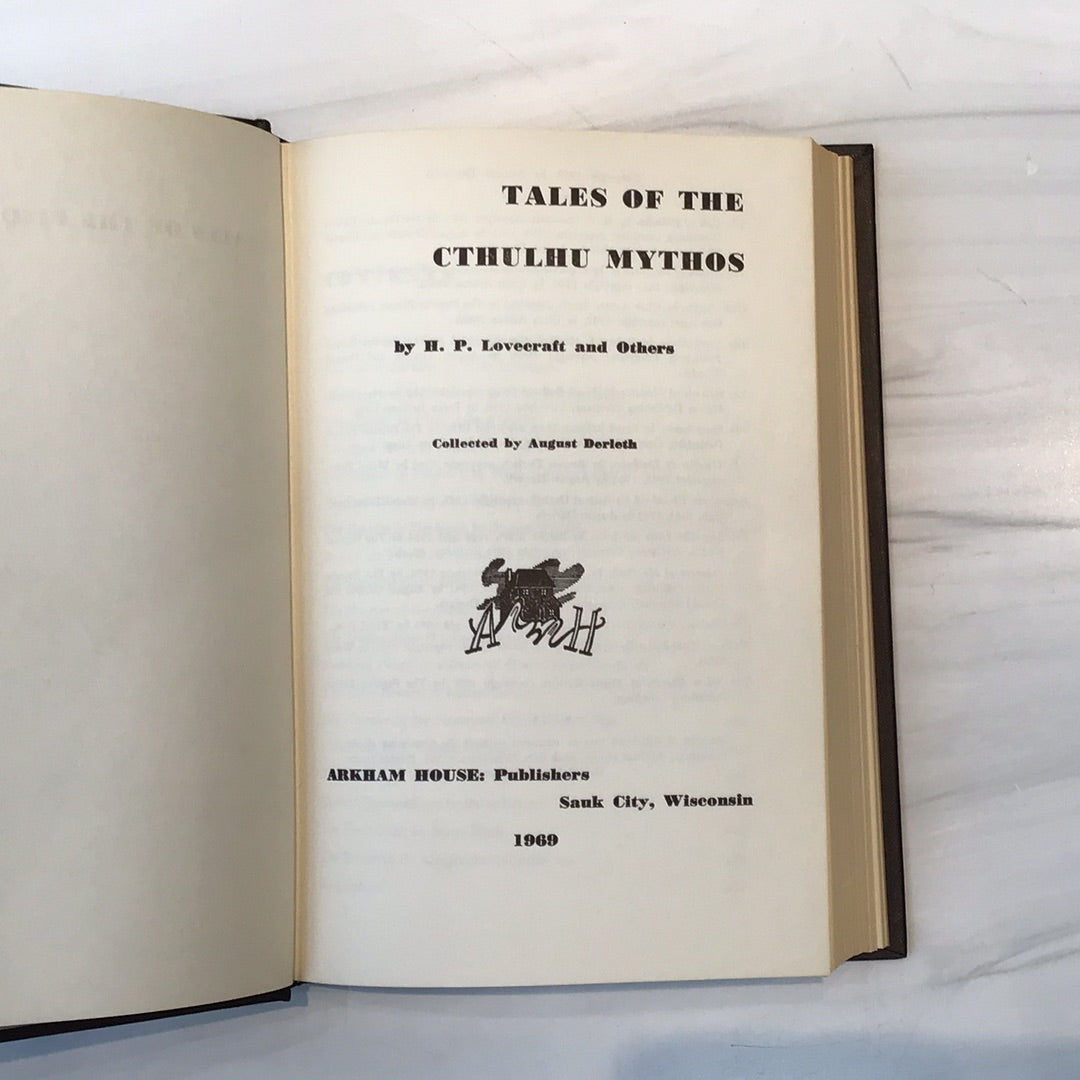 TALES OF THE
CTHULHU MYTHOS
by H. P. Lovecraft and Others
Collected by August Derleth
A H
ARKHAM HOUSE: Publishers
Sauk City, Wisconsin
1969